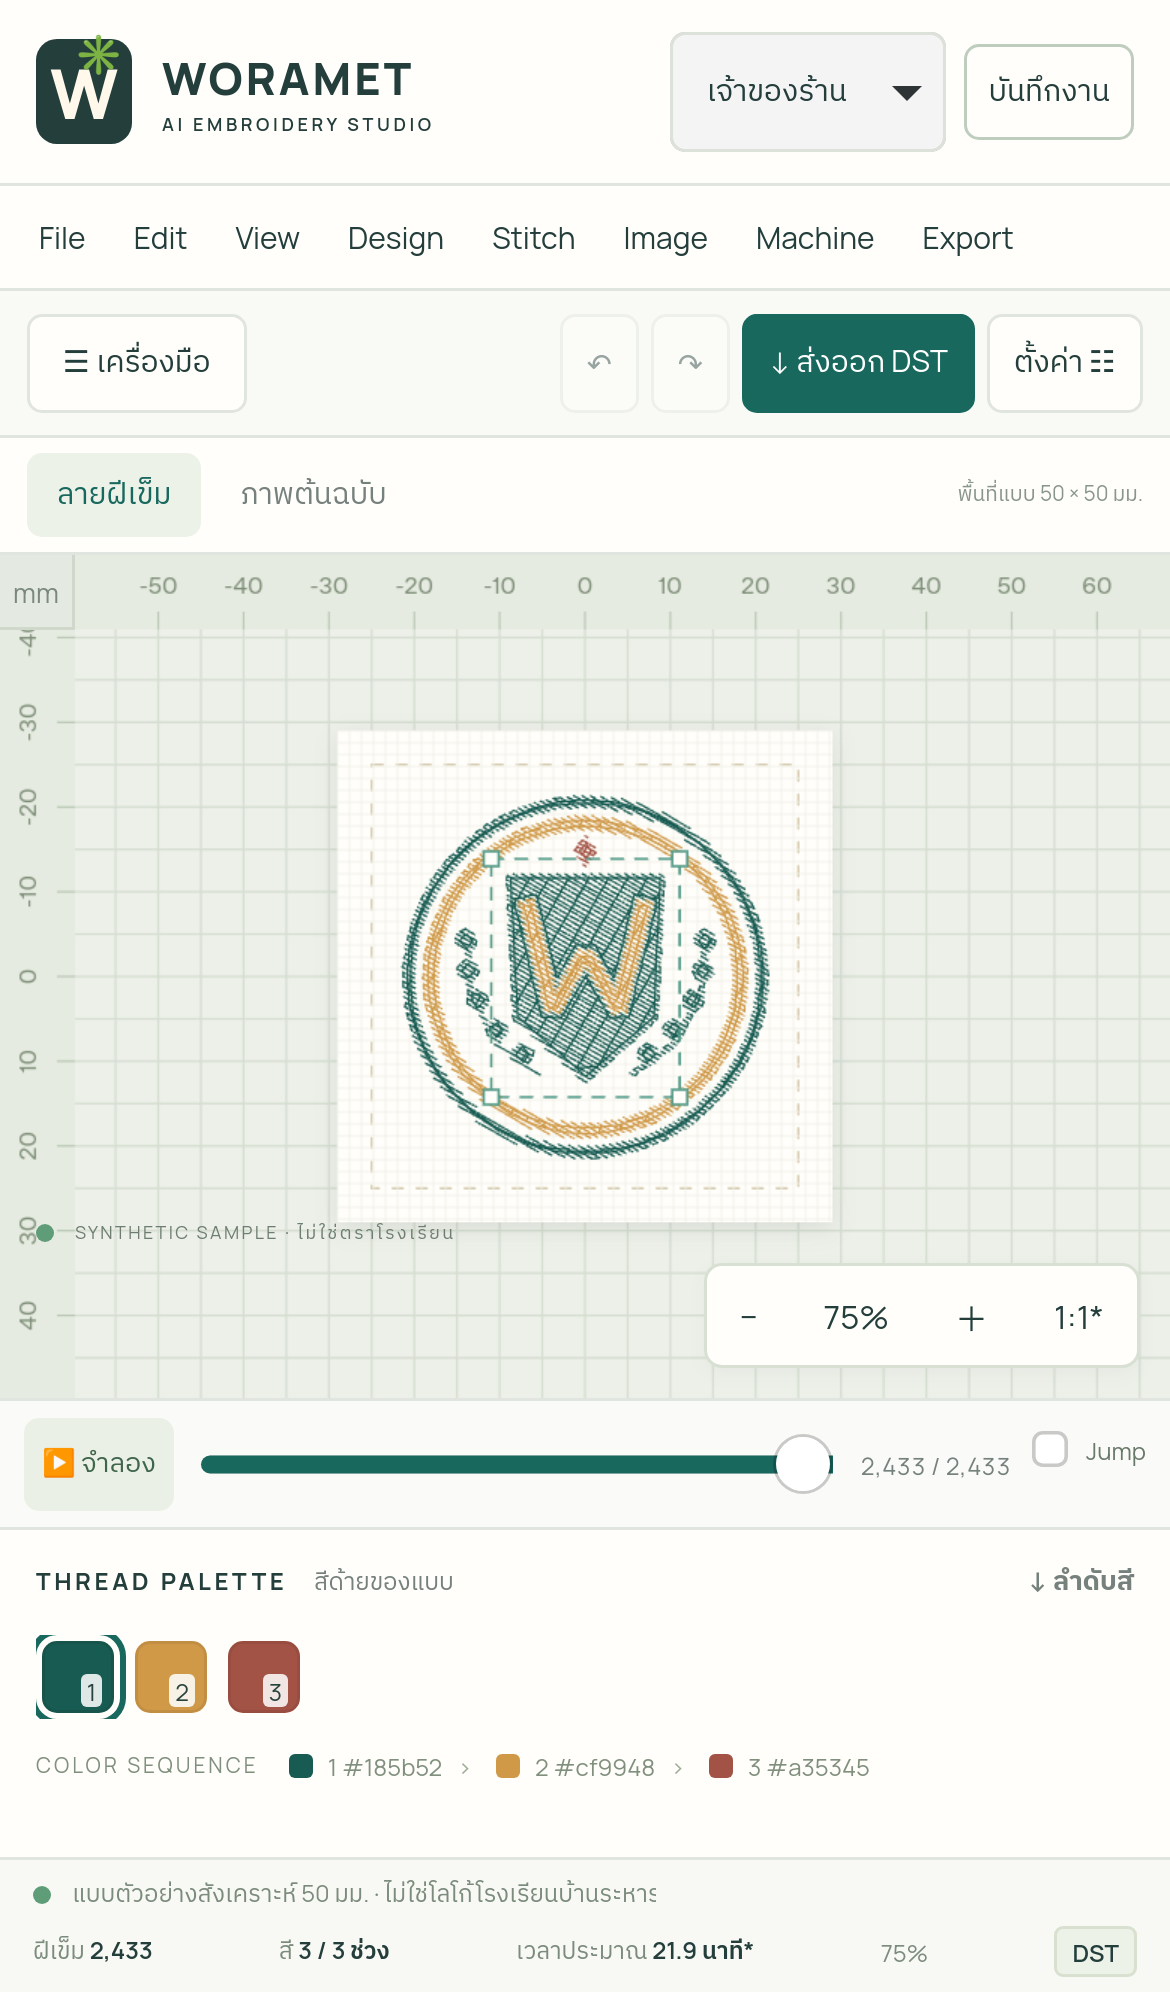 W
WORAMET
AI EMBROIDERY STUDIO
เจ้าของร้าน
บันทึกงาน
File Edit View Design Stitch Image Machine Export
☰ เครื่องมือ
↶ ↷
↓ ส่งออก DST
ตั้งค่า ☷
ลายฝีเข็ม ภาพต้นฉบับ
พื้นที่แบบ 50 × 50 มม.
mm
-50 -40 -30 -20 -10 0 10 20 30 40 50 60
-40
-30
-20
-10
0
10
20
30
40
W
SYNTHETIC SAMPLE · ไม่ใช่ตราโรงเรียน
− 75% + 1:1*
▶ จำลอง
2,433 / 2,433
Jump
THREAD PALETTE สีด้ายของแบบ
↓ ลำดับสี
1 2 3
COLOR SEQUENCE 1 #185b52 › 2 #cf9948 › 3 #a35345
แบบตัวอย่างสังเคราะห์ 50 มม. · ไม่ใช่โลโก้โรงเรียนบ้านระหาร
ฝีเข็ม 2,433 สี 3 / 3 ช่วง เวลาประมาณ 21.9 นาที* 75% DST